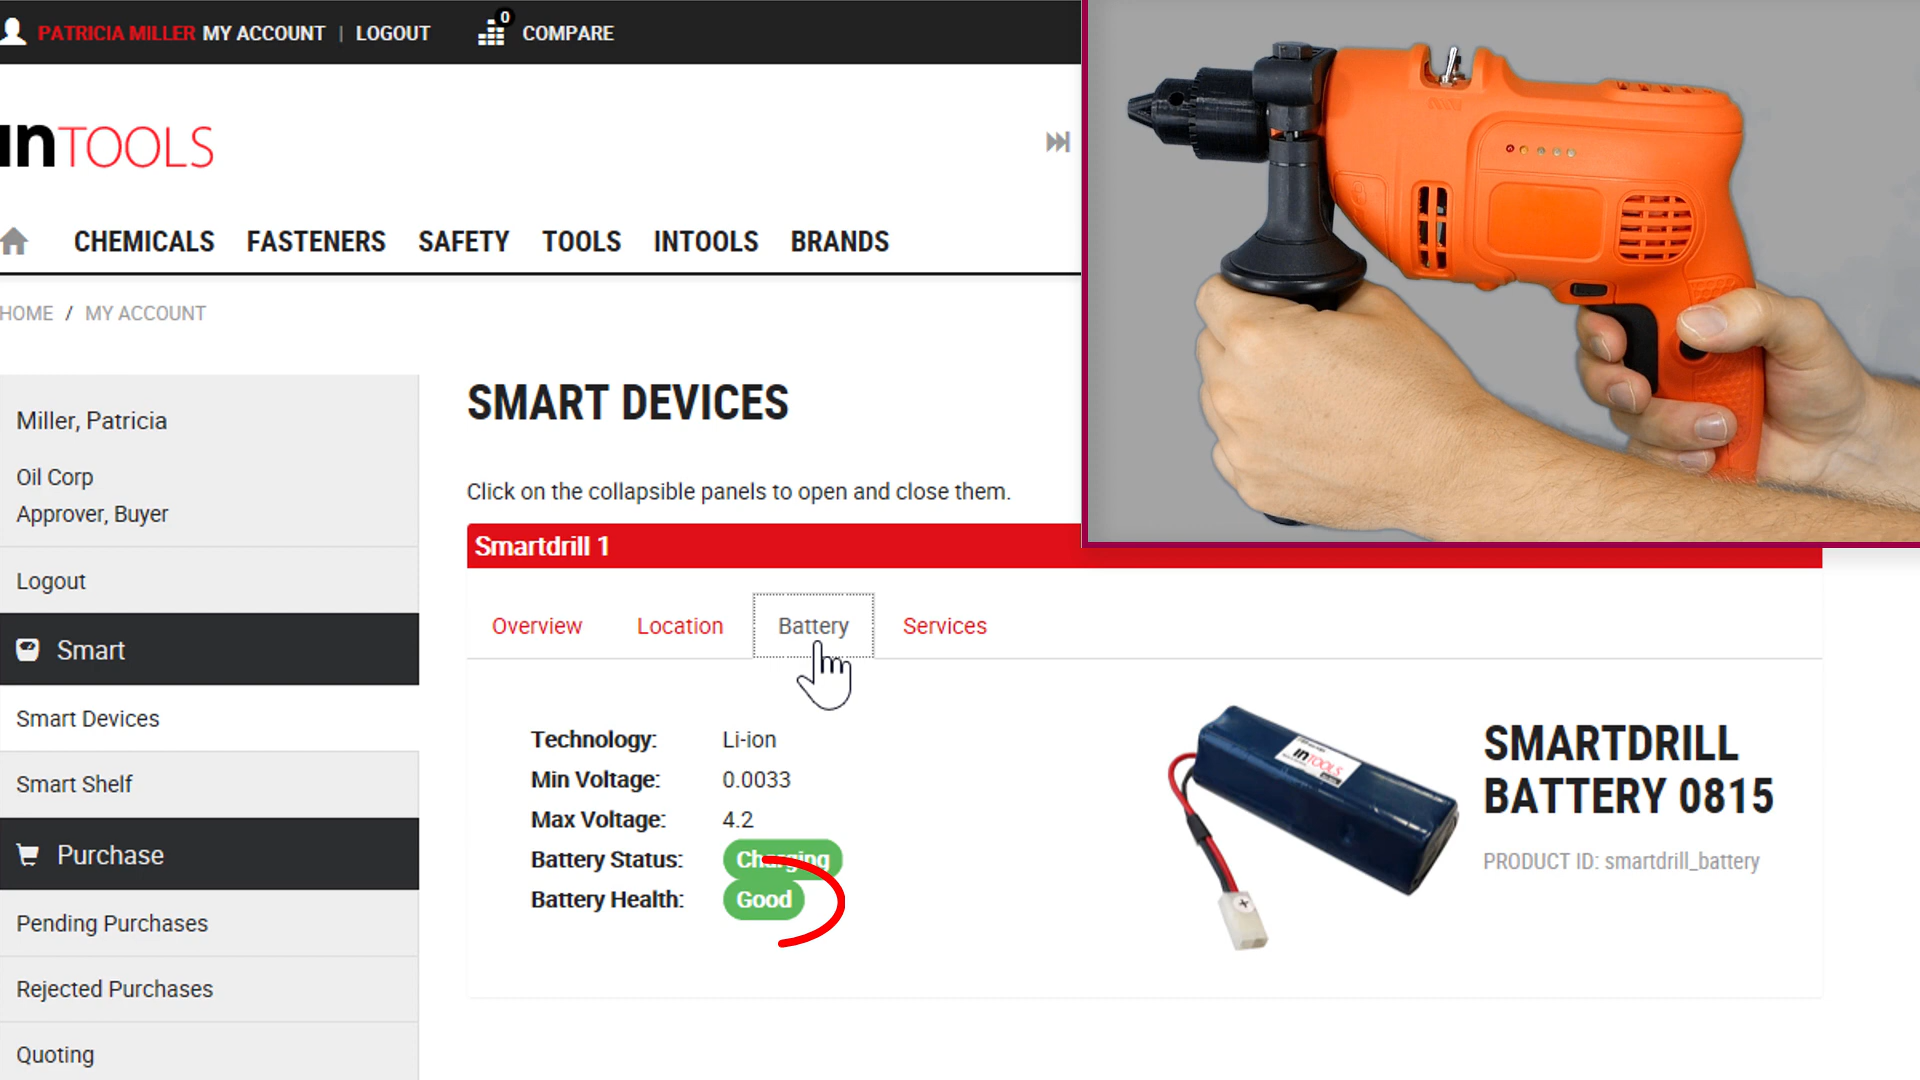 PATRICIA MILLER MY ACCOUNT | LOGOUT 0 COMPARE
INTOOLS
CHEMICALS FASTENERS SAFETY TOOLS INTOOLS BRANDS
HOME / MY ACCOUNT
Miller, Patricia
Oil Corp
Approver, Buyer
Logout
Smart
Smart Devices
Smart Shelf
Purchase
Pending Purchases
Rejected Purchases
Quoting
SMART DEVICES
Click on the collapsible panels to open and close them.
Smartdrill 1
Overview Location Battery Services
Technology: Li-ion
Min Voltage: 0.0033
Max Voltage: 4.2
Battery Status: Charging
Battery Health: Good
INTOOLS
SMARTDRILL
BATTERY 0815
PRODUCT ID: smartdrill_battery